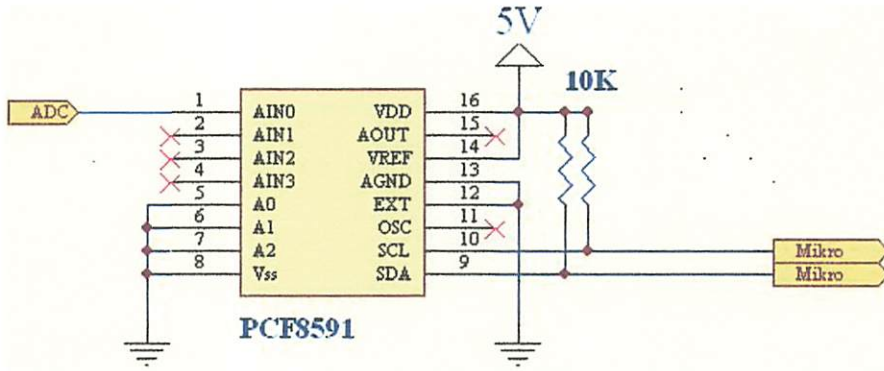 5V
10K
ADC
1 AIN0 VDD 16
2 AIN1 AOUT 15
3 AIN2 VREF 14
4 AIN3 AGND 13
5 A0 EXT 12
6 A1 OSC 11
7 A2 SCL 10
8 Vss SDA 9
Mikro
Mikro
PCF8591